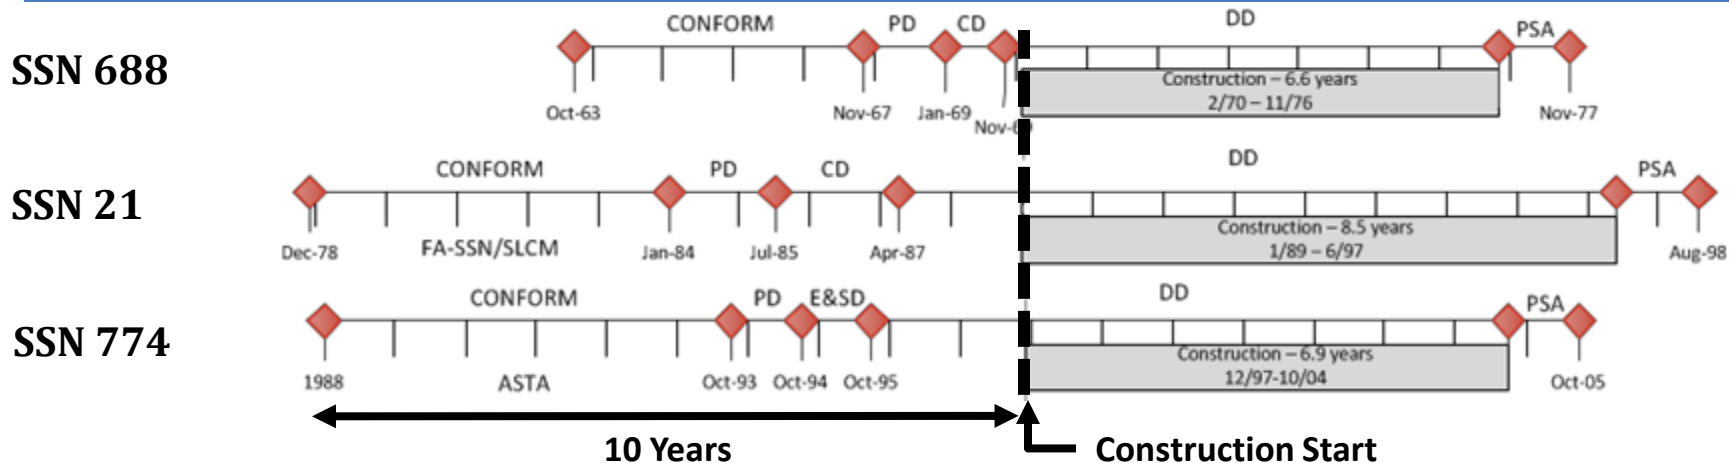 CONFORM PD CD DD PSA
SSN 688
Construction – 6.6 years
2/70 – 11/76
Oct-63 Nov-67 Jan-69 Nov-77
CONFORM PD CD DD PSA
SSN 21
Construction – 8.5 years
1/89 – 6/97
Dec-78 FA-SSN/SLCM Jan-84 Jul-85 Apr-87 Aug-98
CONFORM PD E&SD DD PSA
SSN 774
Construction – 6.9 years
12/97-10/04
1988 ASTA Oct-93 Oct-94 Oct-95 Oct-05
10 Years Construction Start